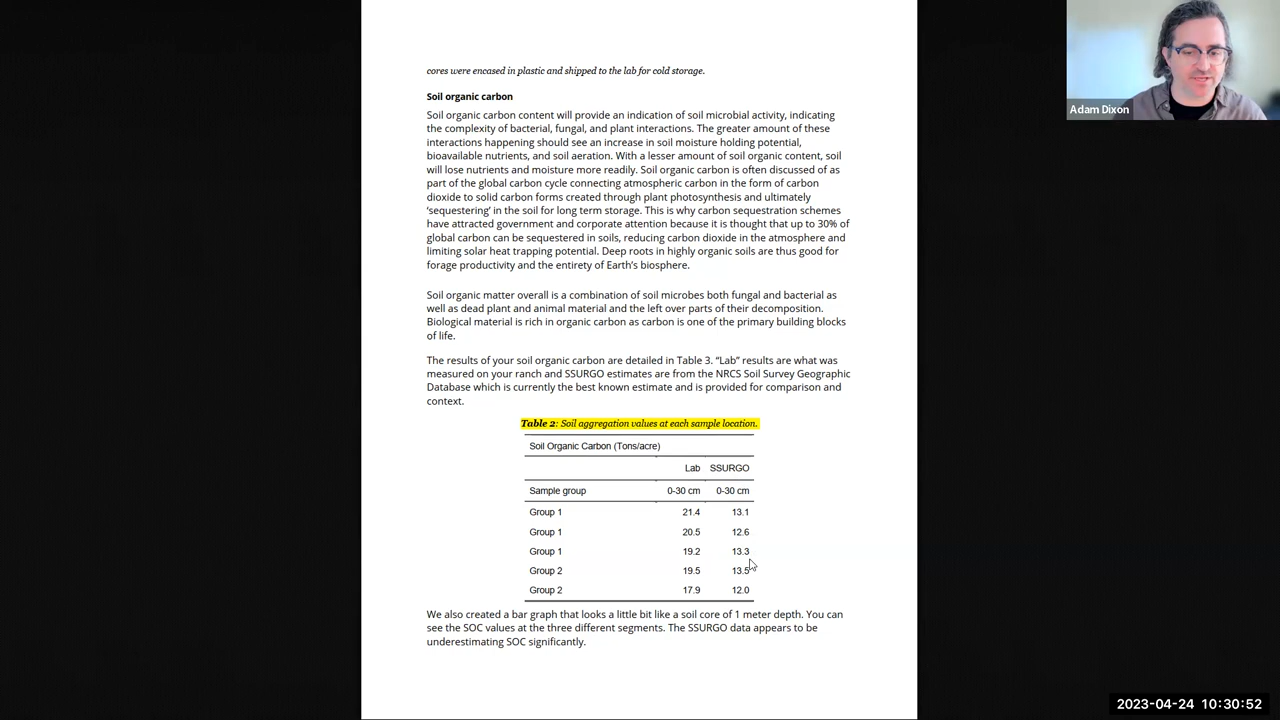 cores were encased in plastic and shipped to the lab for cold storage.
Soil organic carbon
Soil organic carbon content will provide an indication of soil microbial activity, indicating
the complexity of bacterial, fungal, and plant interactions. The greater amount of these
interactions happening should see an increase in soil moisture holding potential,
bioavailable nutrients, and soil aeration. With a lesser amount of soil organic content, soil
will lose nutrients and moisture more readily. Soil organic carbon is often discussed of as
part of the global carbon cycle connecting atmospheric carbon in the form of carbon
dioxide to solid carbon forms created through plant photosynthesis and ultimately
‘sequestering’ in the soil for long term storage. This is why carbon sequestration schemes
have attracted government and corporate attention because it is thought that up to 30% of
global carbon can be sequestered in soils, reducing carbon dioxide in the atmosphere and
limiting solar heat trapping potential. Deep roots in highly organic soils are thus good for
forage productivity and the entirety of Earth’s biosphere.
Soil organic matter overall is a combination of soil microbes both fungal and bacterial as
well as dead plant and animal material and the left over parts of their decomposition.
Biological material is rich in organic carbon as carbon is one of the primary building blocks
of life.
The results of your soil organic carbon are detailed in Table 3. “Lab” results are what was
measured on your ranch and SSURGO estimates are from the NRCS Soil Survey Geographic
Database which is currently the best known estimate and is provided for comparison and
context.
Table 2: Soil aggregation values at each sample location.
Soil Organic Carbon (Tons/acre)
Lab SSURGO
Sample group 0-30 cm 0-30 cm
Group 1 21.4 13.1
Group 1 20.5 12.6
Group 1 19.2 13.3
Group 2 19.5 13.5
Group 2 17.9 12.0
We also created a bar graph that looks a little bit like a soil core of 1 meter depth. You can
see the SOC values at the three different segments. The SSURGO data appears to be
underestimating SOC significantly.
Adam Dixon
2023-04-24 10:30:52